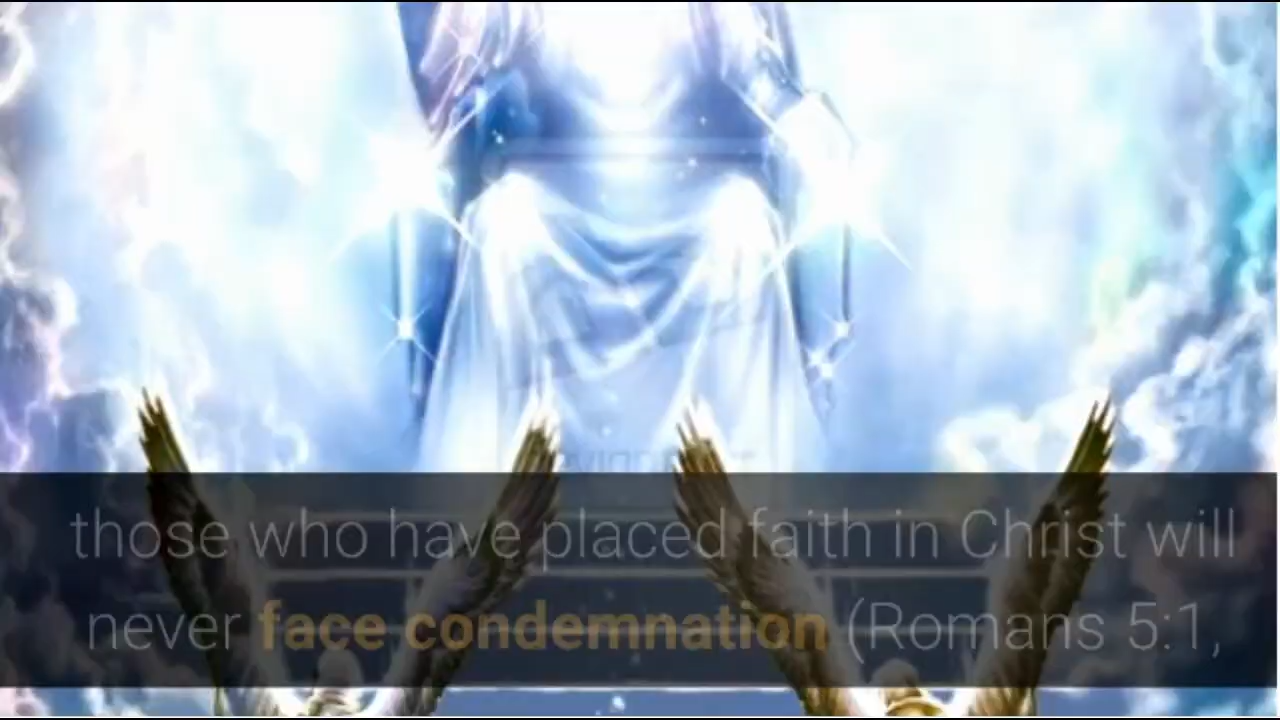 those who have placed faith in Christ will
never face condemnation (Romans 5:1,